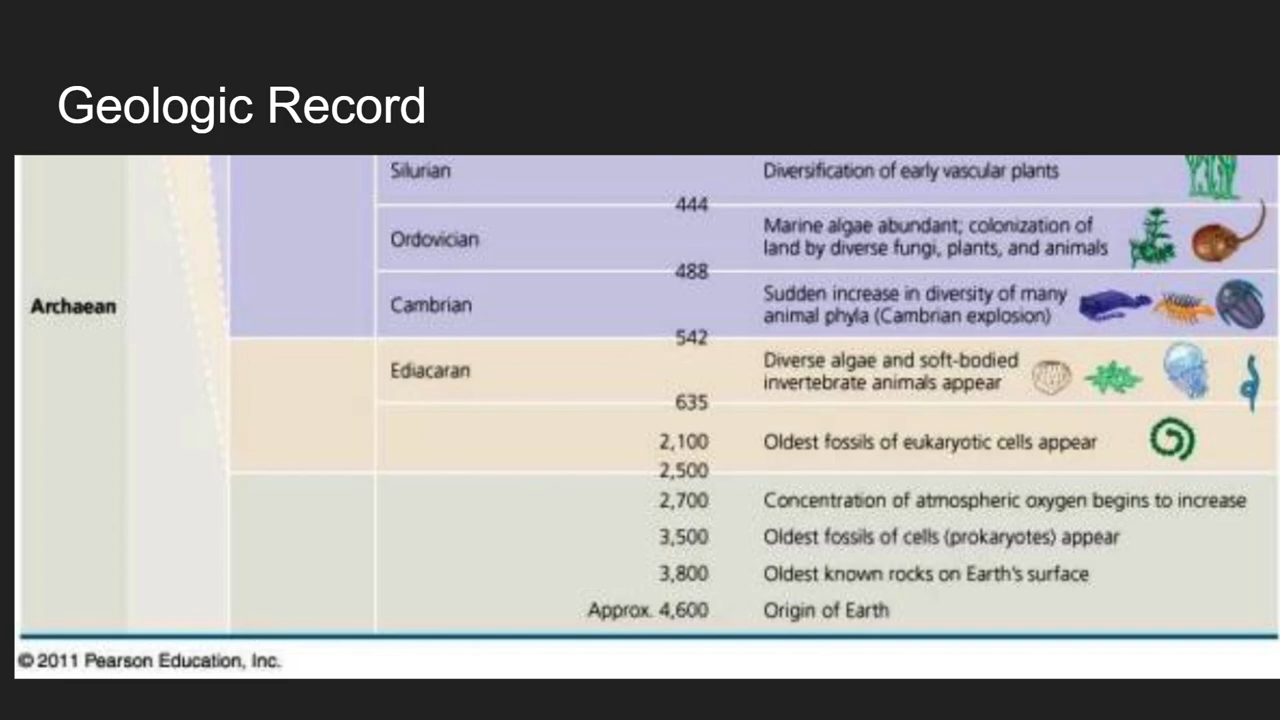 Geologic Record
Silurian
Diversification of early vascular plants
444
Ordovician
Marine algae abundant; colonization of
land by diverse fungi, plants, and animals
488
Archaean
Cambrian
Sudden increase in diversity of many
animal phyla (Cambrian explosion)
542
Ediacaran
Diverse algae and soft-bodied
invertebrate animals appear
635
2,100 Oldest fossils of eukaryotic cells appear
2,500
2,700 Concentration of atmospheric oxygen begins to increase
3,500 Oldest fossils of cells (prokaryotes) appear
3,800 Oldest known rocks on Earth's surface
Approx. 4,600 Origin of Earth
© 2011 Pearson Education, Inc.